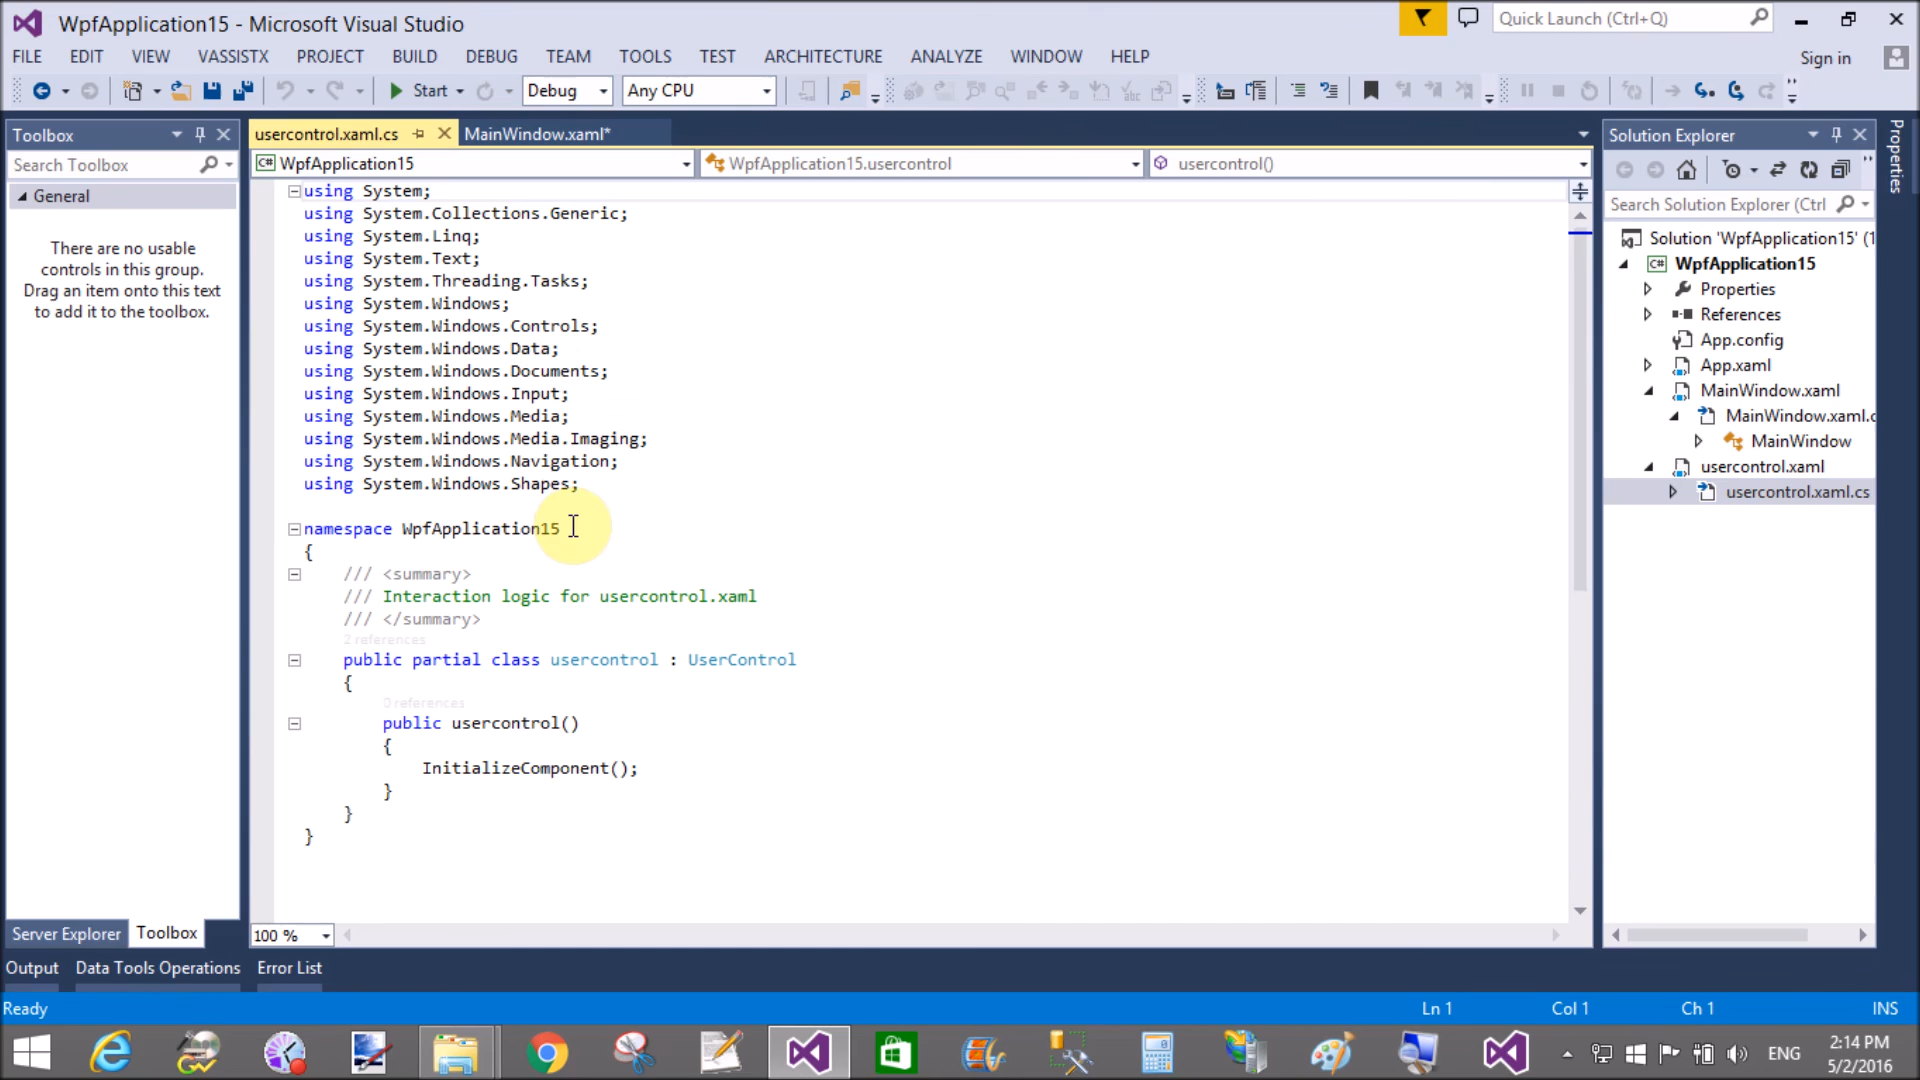 WpfApplication15 - Microsoft Visual Studio
Quick Launch (Ctrl+Q)
FILE EDIT VIEW VASSISTX PROJECT BUILD DEBUG TEAM TOOLS TEST ARCHITECTURE ANALYZE WINDOW HELP
Sign in
Start
Debug
Any CPU
Toolbox
Search Toolbox
General
There are no usable
controls in this group.
Drag an item onto this text
to add it to the toolbox.
Server Explorer
Toolbox
usercontrol.xaml.cs
MainWindow.xaml*
C# WpfApplication15
WpfApplication15.usercontrol
usercontrol()
using System;
using System.Collections.Generic;
using System.Linq;
using System.Text;
using System.Threading.Tasks;
using System.Windows;
using System.Windows.Controls;
using System.Windows.Data;
using System.Windows.Documents;
using System.Windows.Input;
using System.Windows.Media;
using System.Windows.Media.Imaging;
using System.Windows.Navigation;
using System.Windows.Shapes;
namespace WpfApplication15
{
/// <summary>
/// Interaction logic for usercontrol.xaml
/// </summary>
2 references
public partial class usercontrol : UserControl
{
0 references
public usercontrol()
{
InitializeComponent();
}
}
}
100 %
Solution Explorer
Search Solution Explorer (Ctrl
Solution 'WpfApplication15' (1
C# WpfApplication15
Properties
References
App.config
App.xaml
MainWindow.xaml
MainWindow.xaml.c
MainWindow
usercontrol.xaml
usercontrol.xaml.cs
Properties
Output
Data Tools Operations
Error List
Ready
Ln 1
Col 1
Ch 1
INS
ENG
2:14 PM
5/2/2016